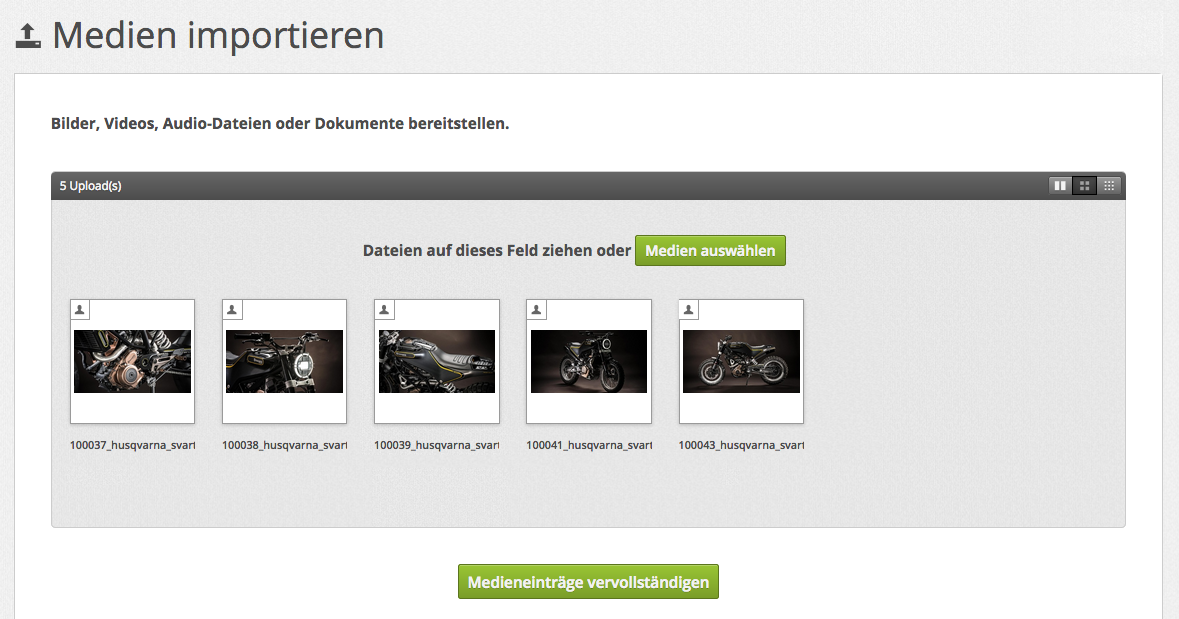 Medien importieren
Bilder, Videos, Audio-Dateien oder Dokumente bereitstellen.
5 Upload(s)
Dateien auf dieses Feld ziehen oder Medien auswählen
100037_husqvarna_svart 100038_husqvarna_svart 100039_husqvarna_svart 100041_husqvarna_svart 100043_husqvarna_svart
Medieneinträge vervollständigen